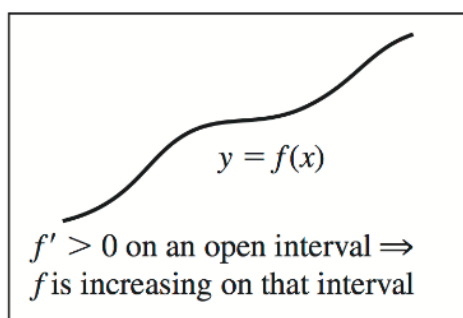 y = f(x)
f′ > 0 on an open interval ⇒
f is increasing on that interval